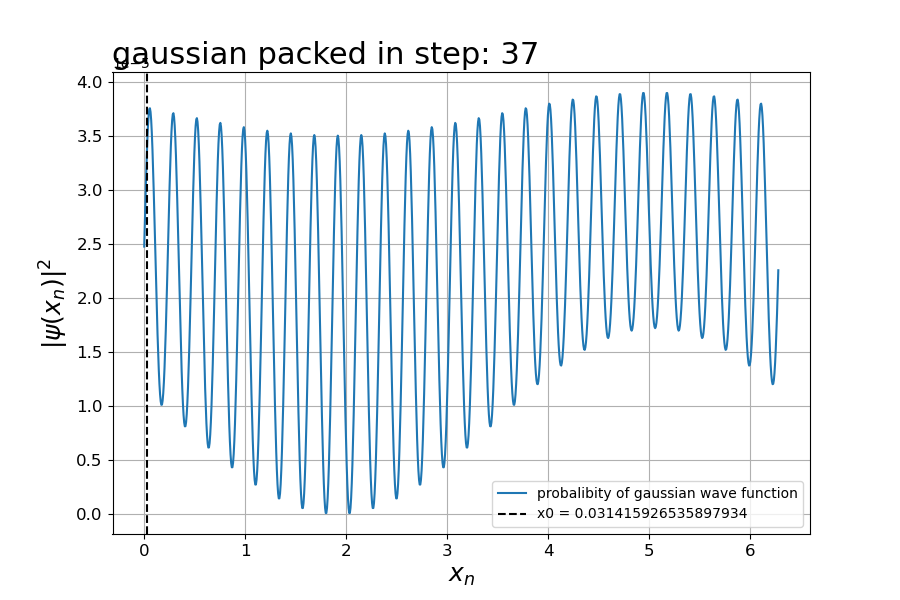 gaussian packed in step: 37
1e−5
4.0
3.5
3.0
2.5
2.0
1.5
1.0
0.5
0.0
|ψ(xₙ)|²
probalibity of gaussian wave function
x0 = 0.031415926535897934
0 1 2 3 4 5 6
xₙ